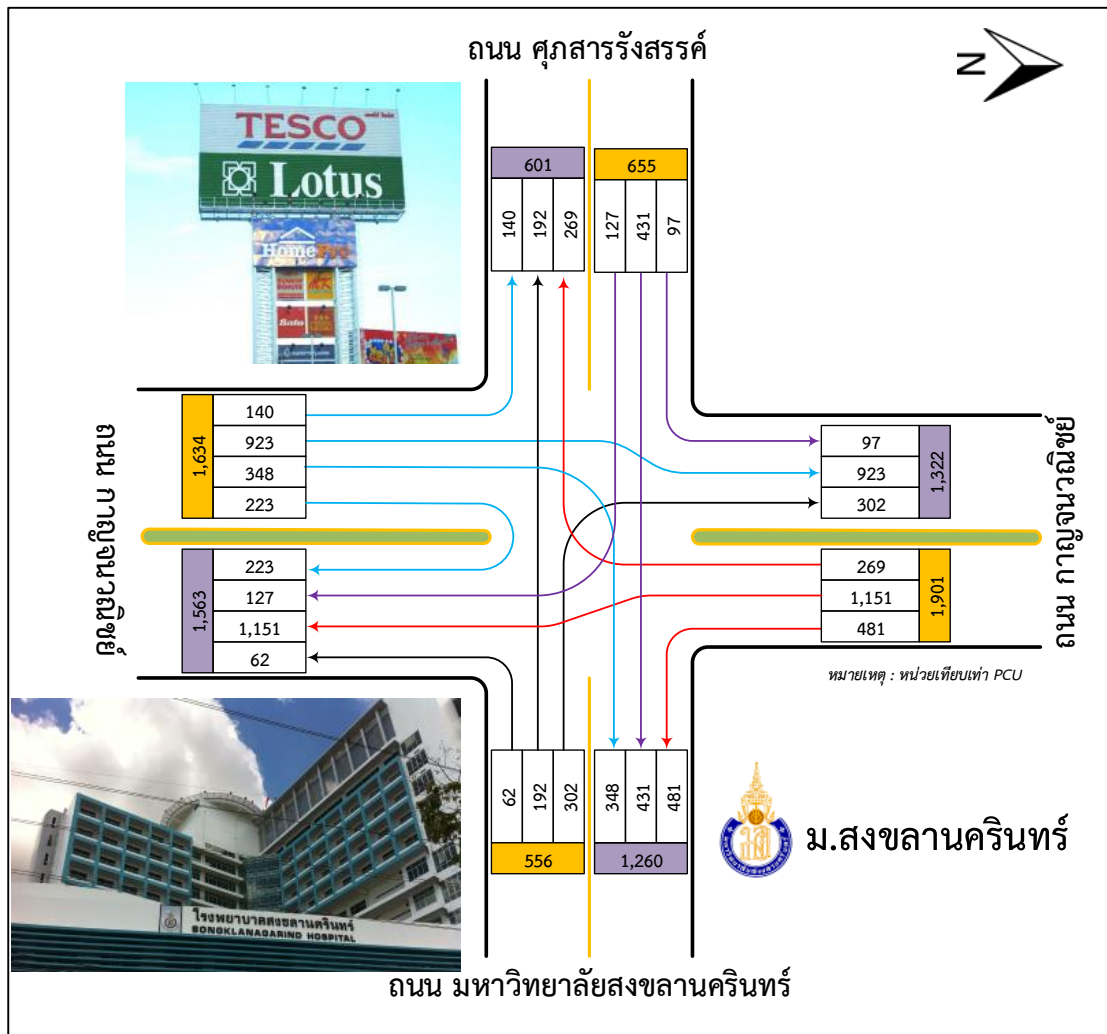 ถนน ศุภสารรังสรรค์
N
TESCO
Lotus
HomePro
601
655
140
192
269
127
431
97
ถนน กาญจนวณิชย์
1,634
140
923
348
223
97
923
302
1,322
ถนน กาญจนวณิชย์
1,563
223
127
1,151
62
269
1,151
481
1,901
หมายเหตุ : หน่วยเทียบเท่า PCU
62
192
302
348
431
481
556
1,260
ม.สงขลานครินทร์
โรงพยาบาลสงขลานครินทร์
SONGKLANAGARIND HOSPITAL
ถนน มหาวิทยาลัยสงขลานครินทร์